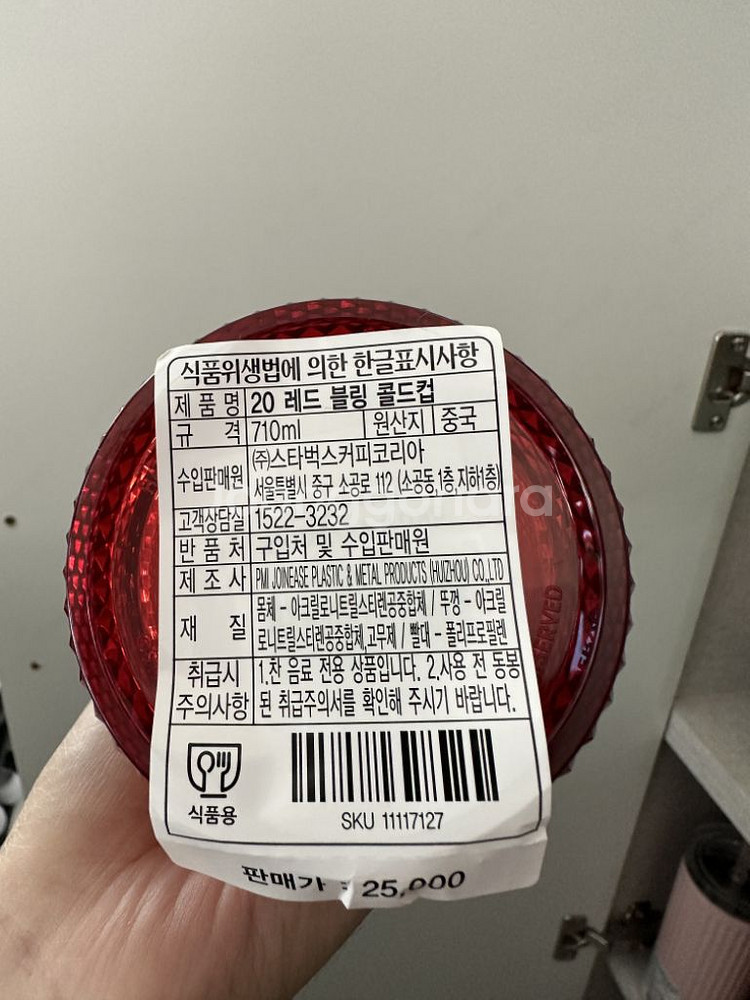 식품위생법에 의한 한글표시사항
제 품 명 20 레드 블링 콜드컵
규 격 710ml 원산지 중국
수입판매원 (주)스타벅스커피코리아
서울특별시 중구 소공로 112 (소공동,1층,지하1층)
고객상담실 1522-3232
반 품 처 구입처 및 수입판매원
제 조 사 PMI JOINEASE PLASTIC & METAL PRODUCTS (HUIZHOU) CO.,LTD
재 질 몸체 - 아크릴로니트릴스티렌공중합체 / 뚜껑 - 아크릴
로니트릴스티렌공중합체,고무제 / 빨대 - 폴리프로필렌
취급시 주의사항 1.찬 음료 전용 상품입니다. 2.사용 전 동봉
된 취급주의서를 확인해 주시기 바랍니다.
식품용
SKU 11117127
판매가 : 25,000